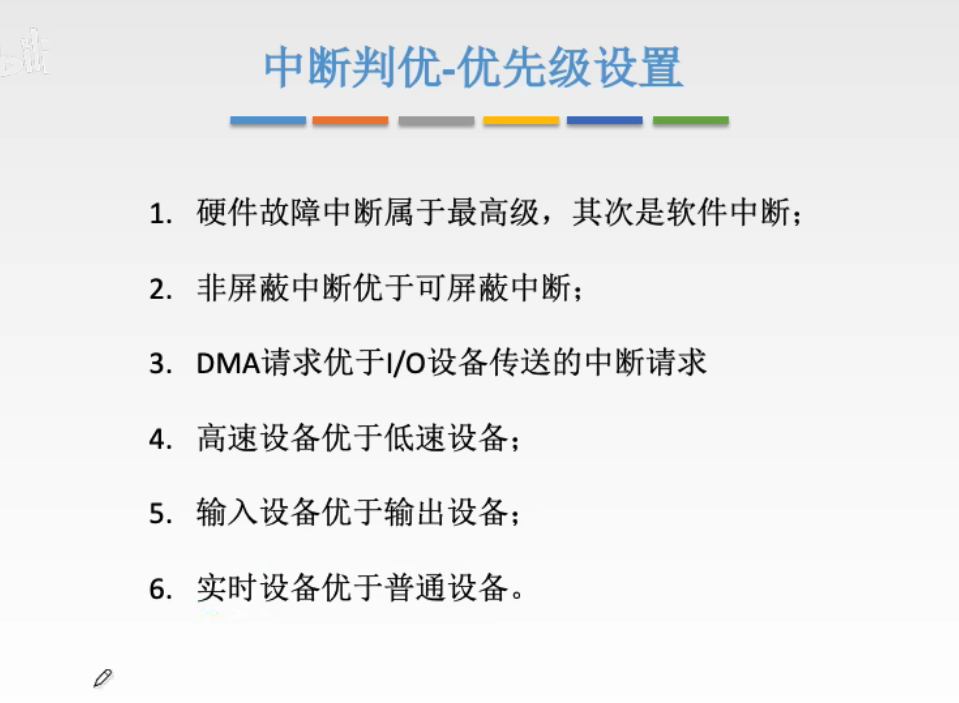 中断判优-优先级设置
1. 硬件故障中断属于最高级，其次是软件中断；
2. 非屏蔽中断优于可屏蔽中断；
3. DMA请求优于I/O设备传送的中断请求
4. 高速设备优于低速设备；
5. 输入设备优于输出设备；
6. 实时设备优于普通设备。